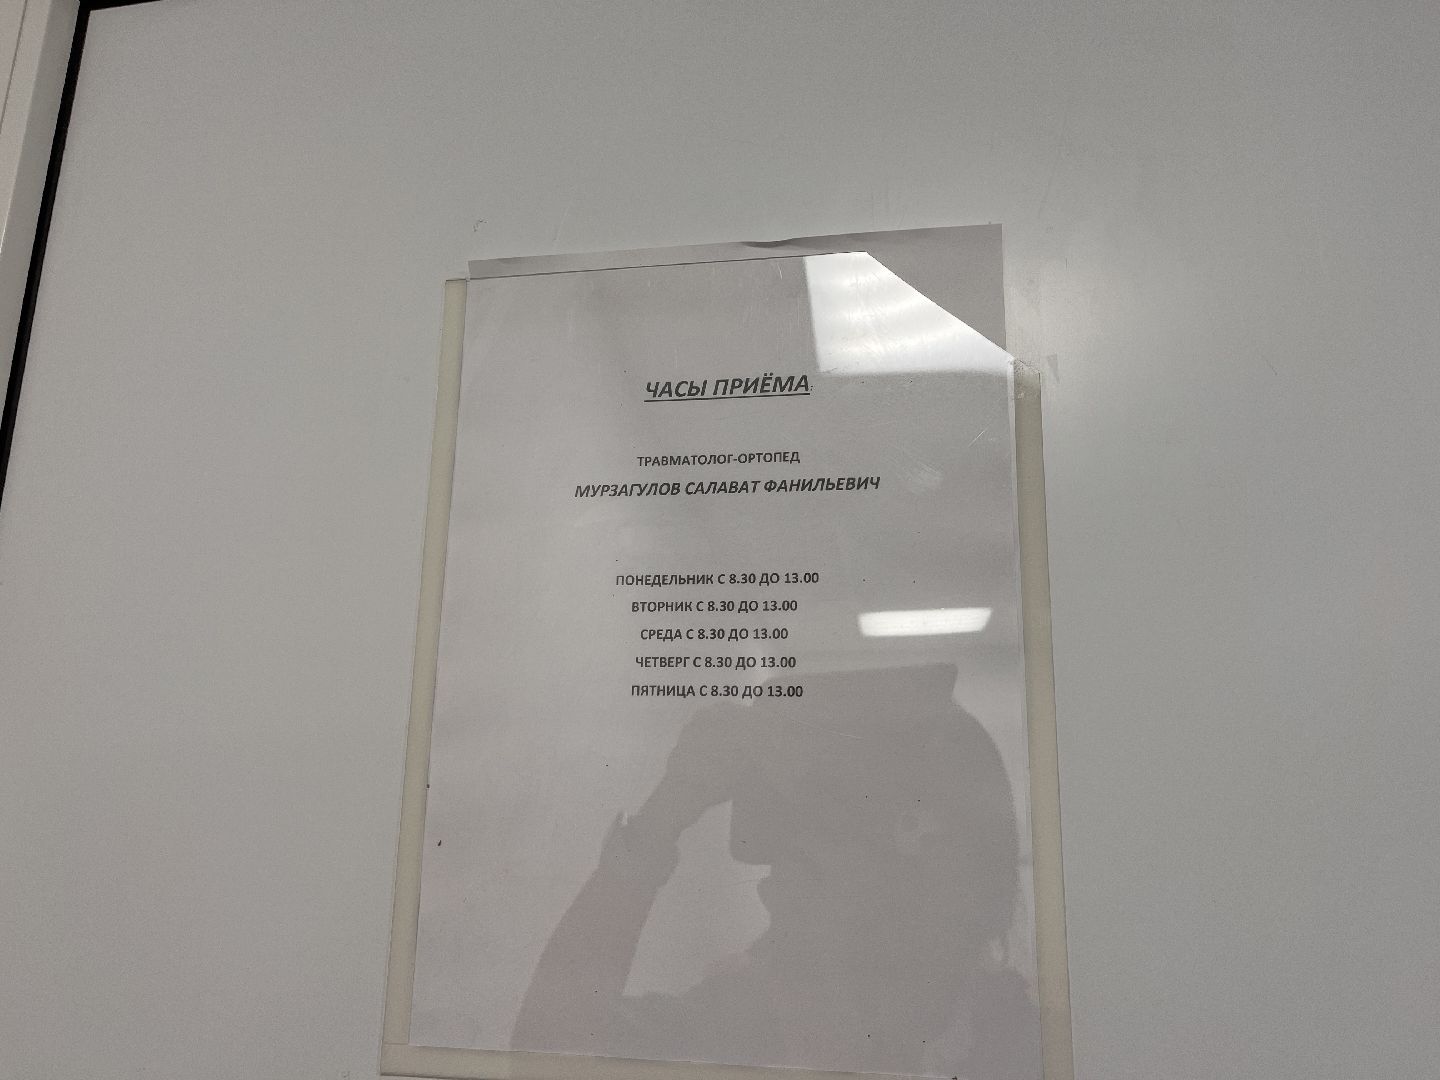 ЧАСЫ ПРИЁМА:
ТРАВМАТОЛОГ-ОРТОПЕД
МУРЗАГУЛОВ САЛАВАТ ФАНИЛЬЕВИЧ
ПОНЕДЕЛЬНИК С 8.30 ДО 13.00
ВТОРНИК С 8.30 ДО 13.00
СРЕДА С 8.30 ДО 13.00
ЧЕТВЕРГ С 8.30 ДО 13.00
ПЯТНИЦА С 8.30 ДО 13.00